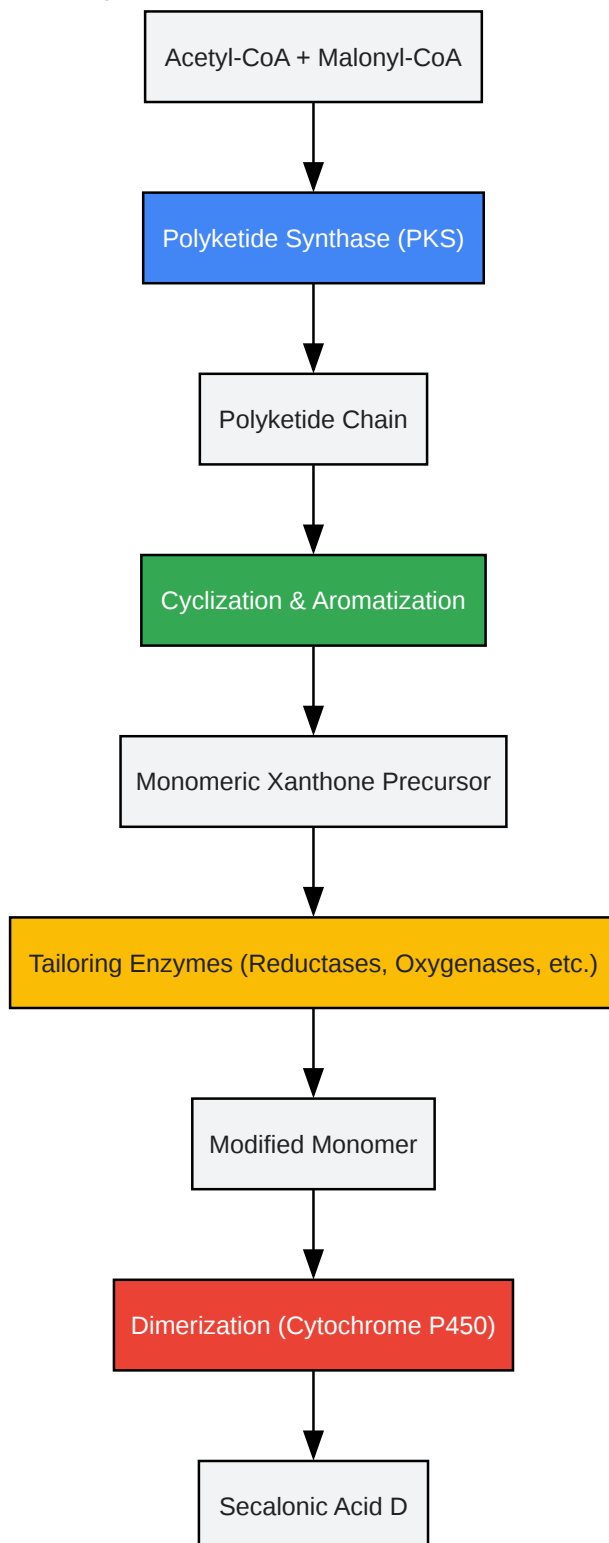 Acetyl-CoA + Malonyl-CoA
Polyketide Synthase (PKS)
Polyketide Chain
Cyclization & Aromatization
Monomeric Xanthone Precursor
Tailoring Enzymes (Reductases, Oxygenases, etc.)
Modified Monomer
Dimerization (Cytochrome P450)
Secalonic Acid D